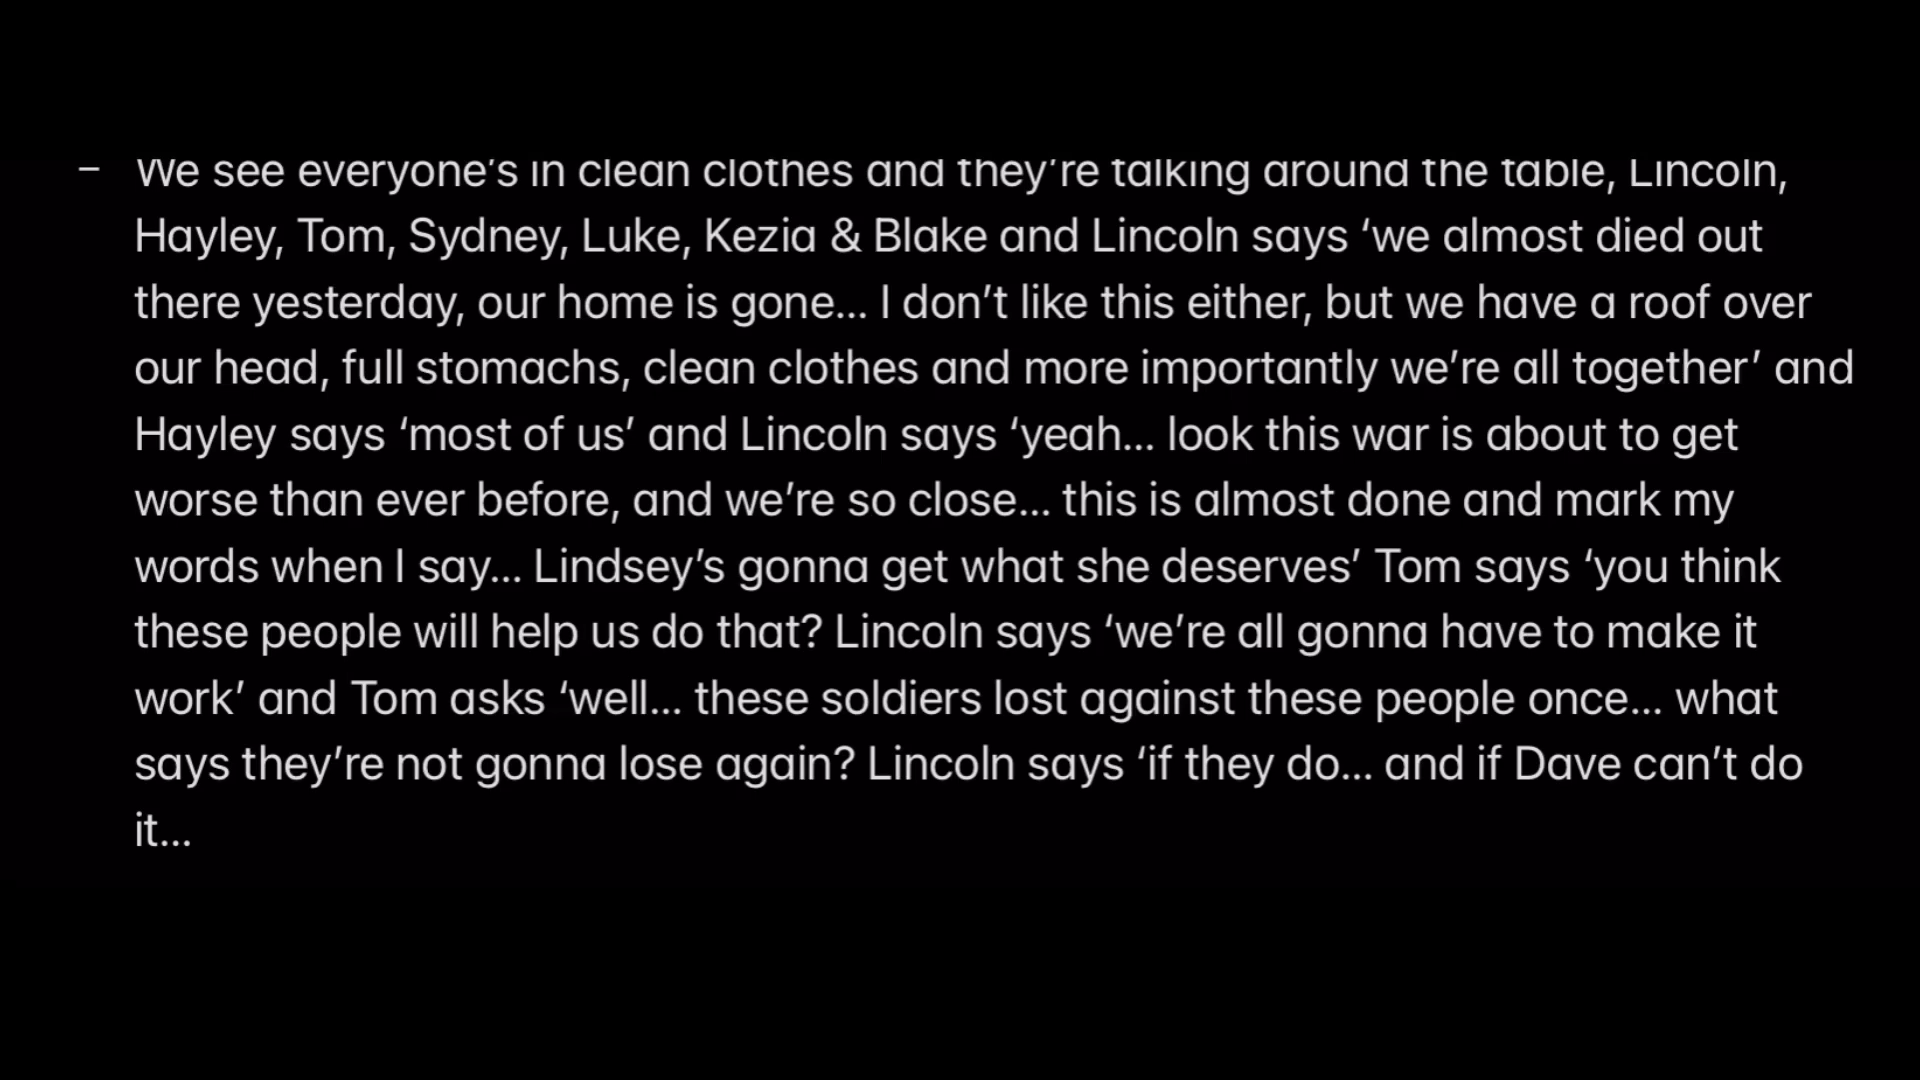 – We see everyone’s in clean clothes and they’re talking around the table, Lincoln,
Hayley, Tom, Sydney, Luke, Kezia & Blake and Lincoln says ‘we almost died out
there yesterday, our home is gone... I don’t like this either, but we have a roof over
our head, full stomachs, clean clothes and more importantly we’re all together’ and
Hayley says ‘most of us’ and Lincoln says ‘yeah... look this war is about to get
worse than ever before, and we’re so close... this is almost done and mark my
words when I say... Lindsey’s gonna get what she deserves’ Tom says ‘you think
these people will help us do that? Lincoln says ‘we’re all gonna have to make it
work’ and Tom asks ‘well... these soldiers lost against these people once... what
says they’re not gonna lose again? Lincoln says ‘if they do... and if Dave can’t do
it...